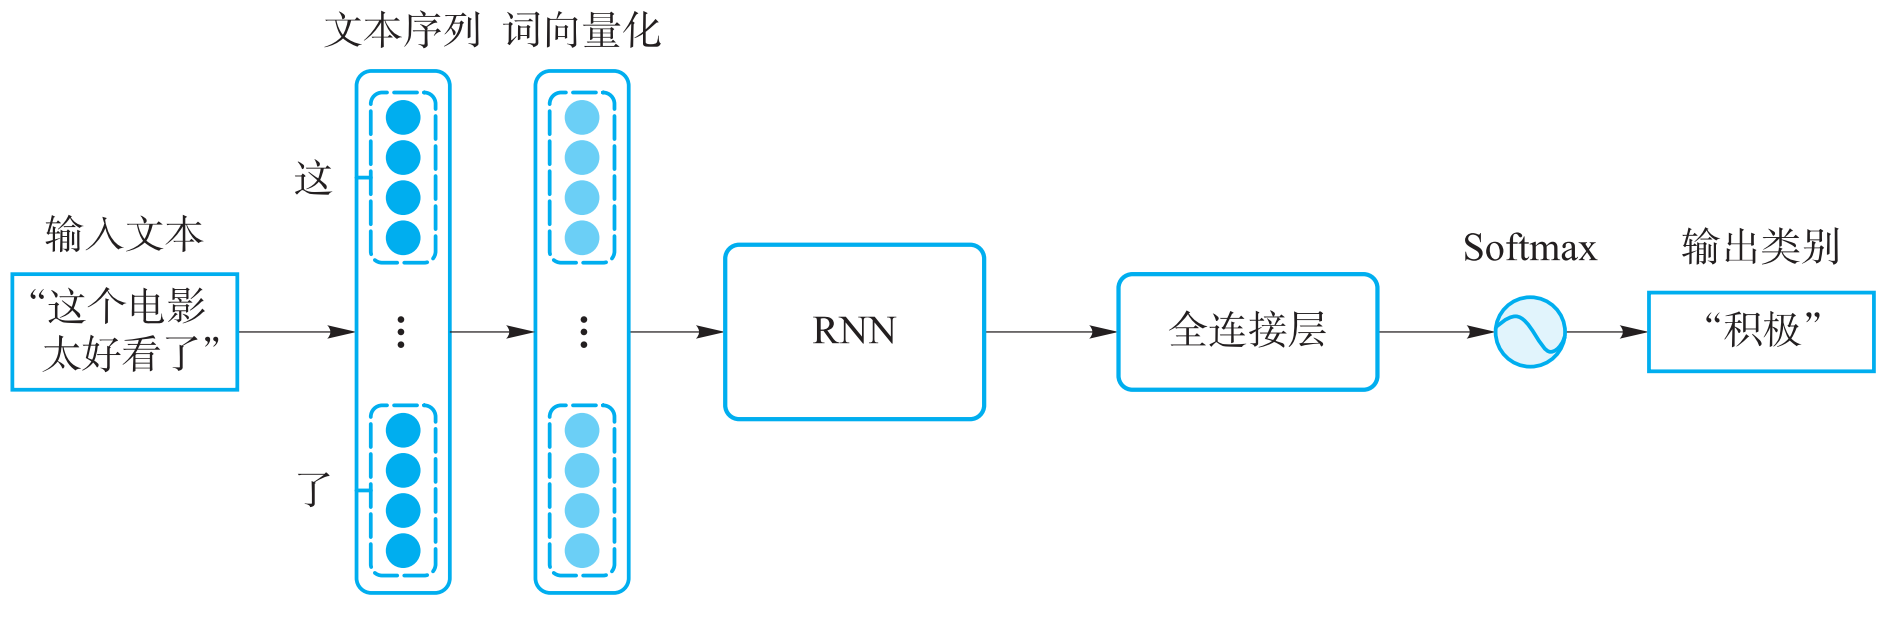 文本序列 词向量化
这
输入文本
“这个电影
太好看了”
了
RNN
全连接层
Softmax
输出类别
“积极”